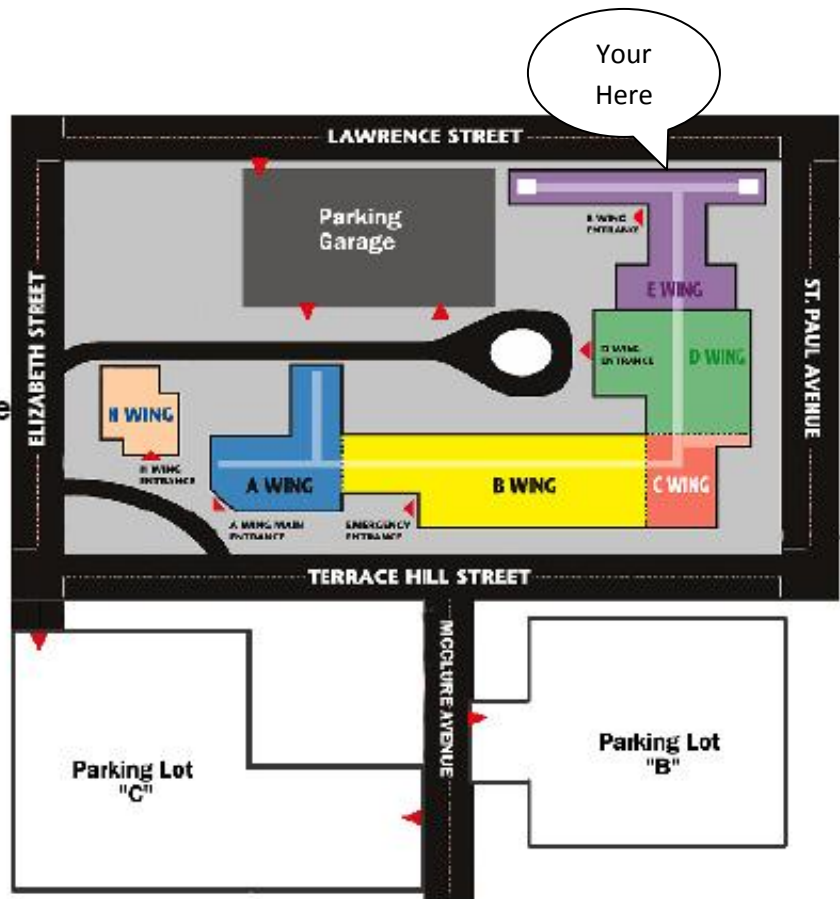 Your
Here
LAWRENCE STREET
Parking
Garage
E WING
ENTRANCE
E WING
ELIZABETH STREET
ST. PAUL AVENUE
D WING
ENTRANCE
D WING
e
H WING
H WING
ENTRANCE
A WING
B WING
C WING
A WING MAIN
ENTRANCE
EMERGENCY
ENTRANCE
TERRACE HILL STREET
MCCLURE AVENUE
Parking Lot
"C"
Parking Lot
"B"